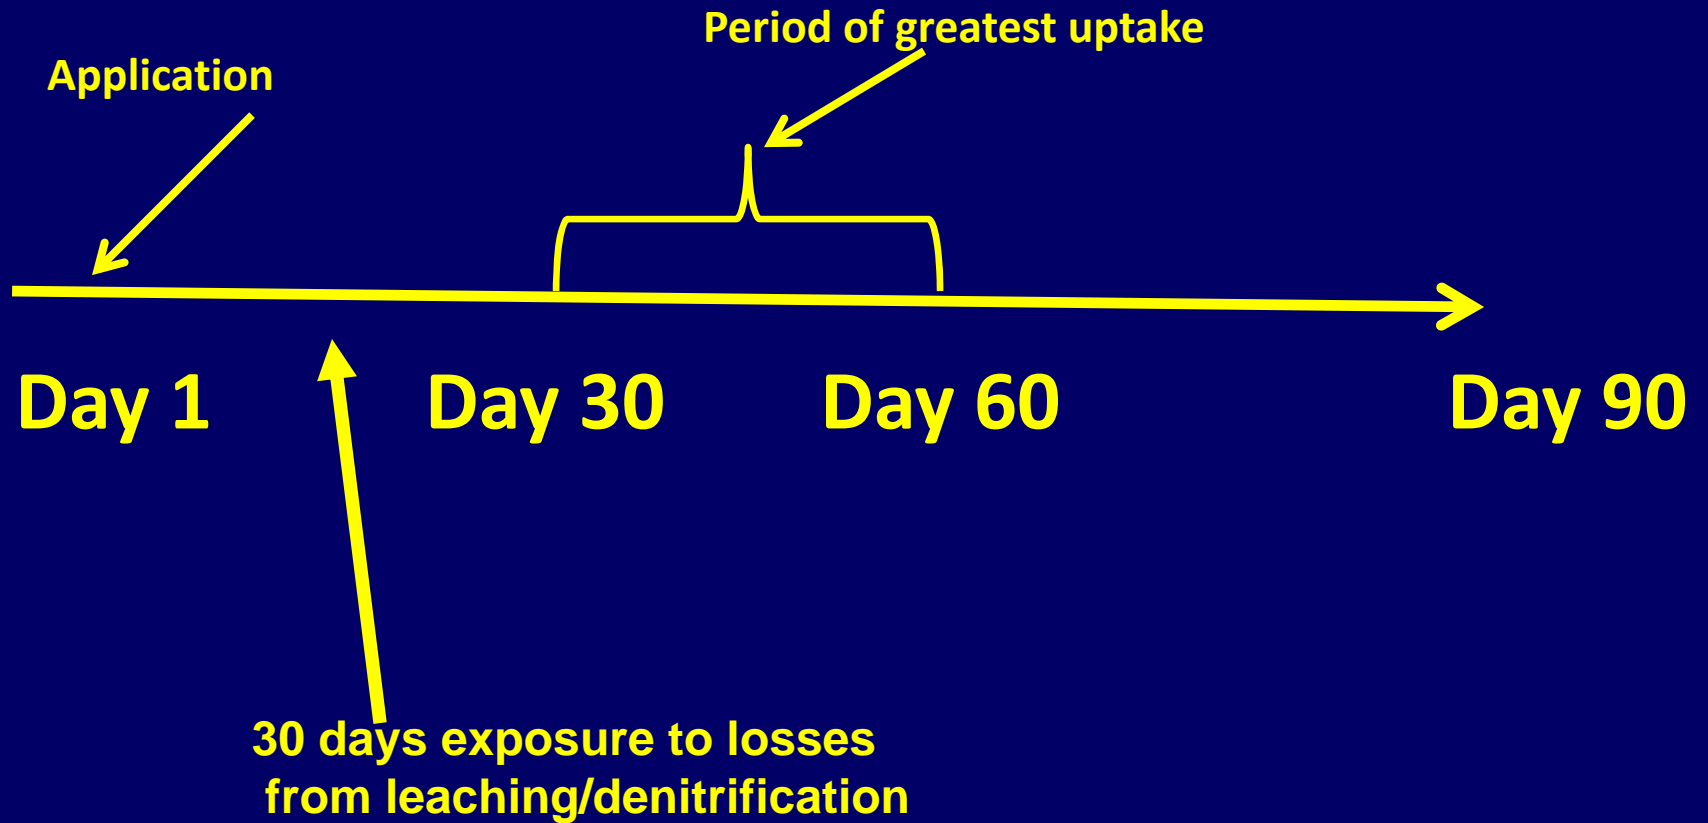 Period of greatest uptake
Application
Day 1
Day 30
Day 60
Day 90
30 days exposure to losses
from leaching/denitrification